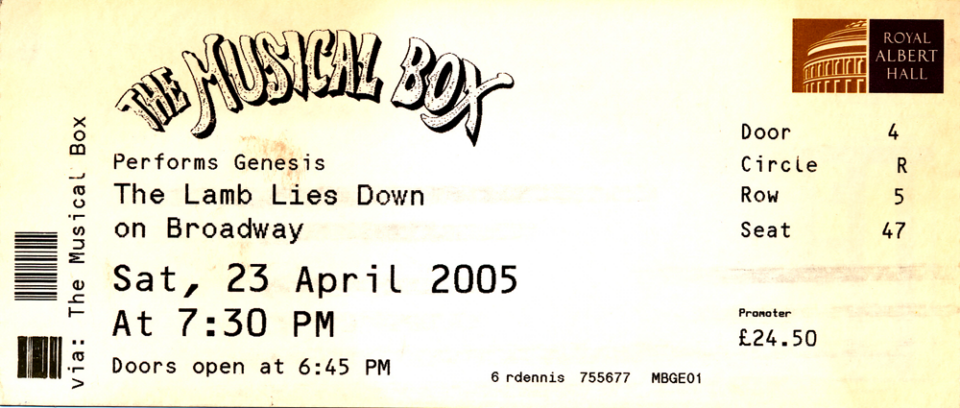 THE MUSICAL BOX
ROYAL
ALBERT
HALL
via: The Musical Box
Performs Genesis
The Lamb Lies Down
on Broadway
Sat, 23 April 2005
At 7:30 PM
Doors open at 6:45 PM
Door 4
Circle R
Row 5
Seat 47
Promoter
£24.50
6 rdennis 755677 MBGE01